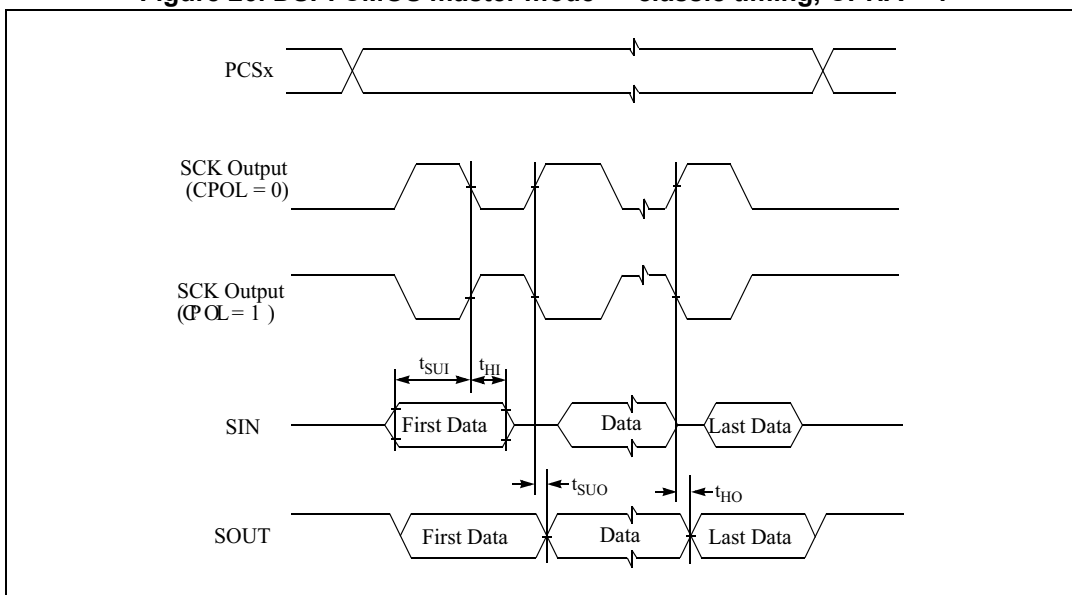 PCSx
SCK Output
(CPOL = 0)
SCK Output
(CPOL = 1 )
tSUI
tHI
SIN
First Data
Data
Last Data
tSUO
tHO
SOUT
First Data
Data
Last Data